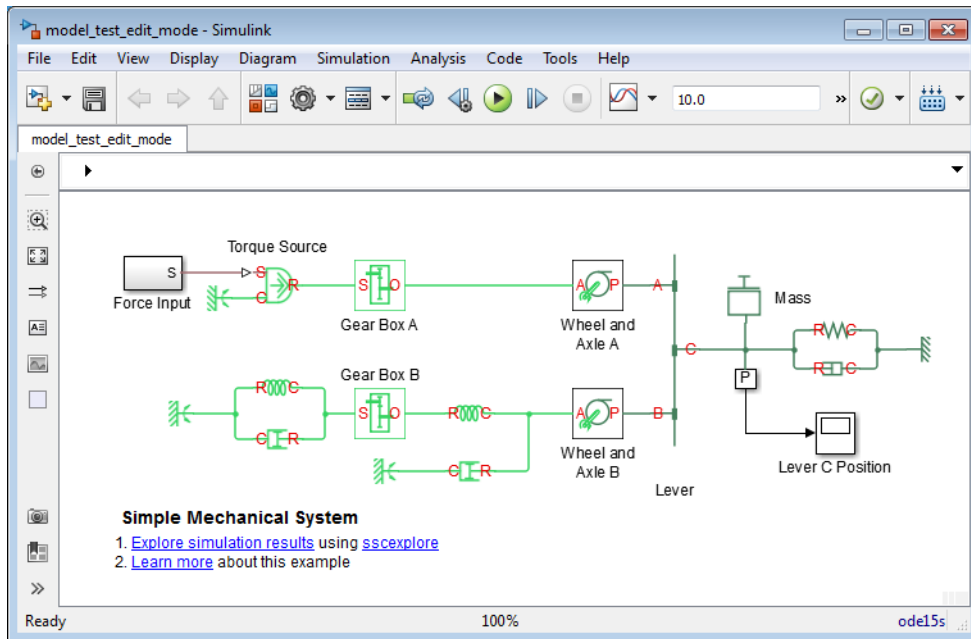 model_test_edit_mode - Simulink
File Edit View Display Diagram Simulation Analysis Code Tools Help
10.0 »
model_test_edit_mode
Torque Source
S S
C R
Force Input
S O
Gear Box A
A P
Wheel and
Axle A
A
Mass
C
R C
R C
P
Gear Box B
R C
C R
S O
R C
C R
A P
Wheel and
Axle B
B
Lever
Lever C Position
Simple Mechanical System
1. Explore simulation results using sscexplore
2. Learn more about this example
Ready 100% ode15s